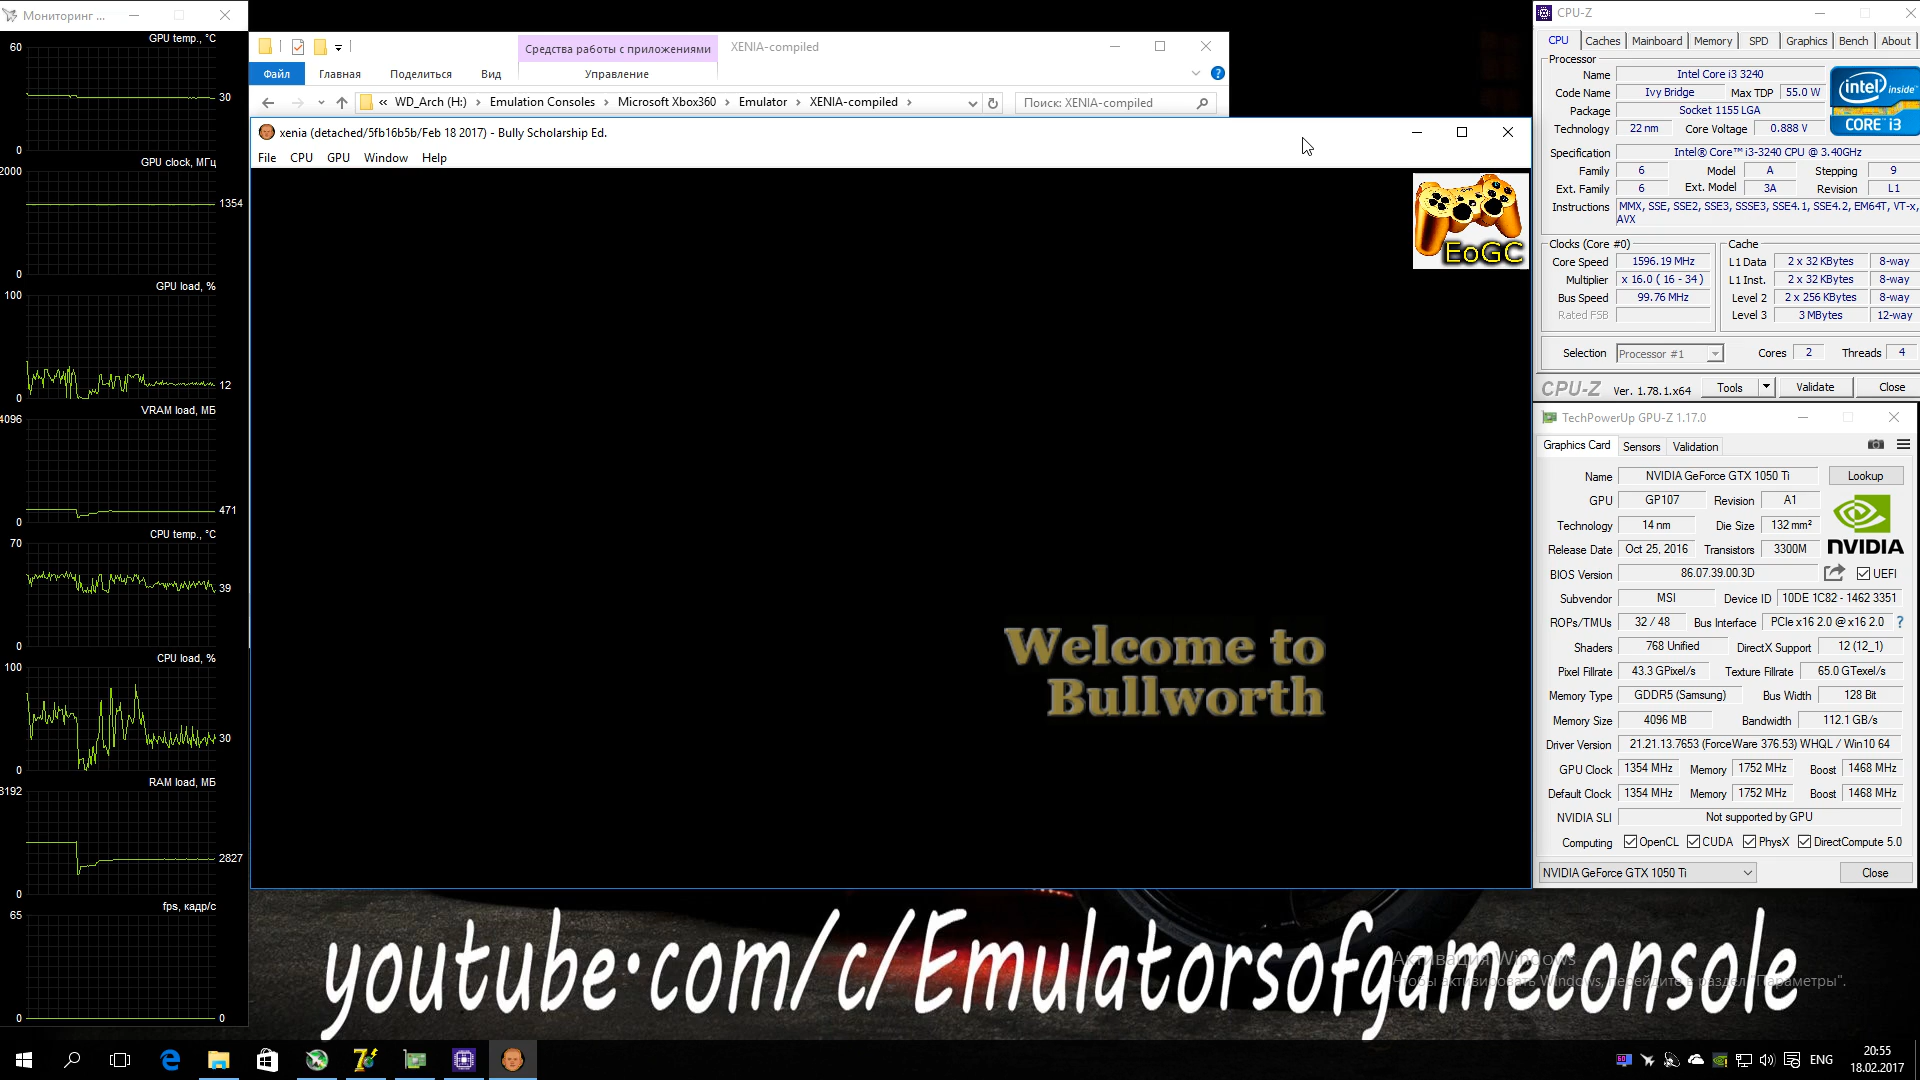 Мониторинг ...
GPU temp., °C
60
30
0
GPU clock, МГц
2000
1354
0
GPU load, %
100
12
0
VRAM load, МБ
4096
471
0
CPU temp., °C
70
39
0
CPU load, %
100
30
0
RAM load, МБ
8192
2827
0
fps, кадр/с
65
0
0
Средства работы с приложениями
XENIA-compiled
Файл
Главная
Поделиться
Вид
Управление
« WD_Arch (H:) › Emulation Consoles › Microsoft Xbox360 › Emulator › XENIA-compiled ›
Поиск: XENIA-compiled
xenia (detached/5fb16b5b/Feb 18 2017) - Bully Scholarship Ed.
File CPU GPU Window Help
EoGC
Welcome to
Bullworth
CPU-Z
CPU Caches Mainboard Memory SPD Graphics Bench About
Processor
Name Intel Core i3 3240
Code Name Ivy Bridge Max TDP 55.0 W
Package Socket 1155 LGA
Technology 22 nm Core Voltage 0.888 V
intel inside™
CORE i3
Specification Intel® Core™ i3-3240 CPU @ 3.40GHz
Family 6 Model A Stepping 9
Ext. Family 6 Ext. Model 3A Revision L1
Instructions MMX, SSE, SSE2, SSE3, SSSE3, SSE4.1, SSE4.2, EM64T, VT-x,
AVX
Clocks (Core #0)
Core Speed 1596.19 MHz
Multiplier x 16.0 ( 16 - 34 )
Bus Speed 99.76 MHz
Rated FSB
Cache
L1 Data 2 x 32 KBytes 8-way
L1 Inst. 2 x 32 KBytes 8-way
Level 2 2 x 256 KBytes 8-way
Level 3 3 MBytes 12-way
Selection Processor #1 Cores 2 Threads 4
CPU-Z Ver. 1.78.1.x64 Tools Validate Close
TechPowerUp GPU-Z 1.17.0
Graphics Card Sensors Validation
Name NVIDIA GeForce GTX 1050 Ti Lookup
GPU GP107 Revision A1
Technology 14 nm Die Size 132 mm²
Release Date Oct 25, 2016 Transistors 3300M
NVIDIA
BIOS Version 86.07.39.00.3D UEFI
Subvendor MSI Device ID 10DE 1C82 - 1462 3351
ROPs/TMUs 32 / 48 Bus Interface PCIe x16 2.0 @ x16 2.0 ?
Shaders 768 Unified DirectX Support 12 (12_1)
Pixel Fillrate 43.3 GPixel/s Texture Fillrate 65.0 GTexel/s
Memory Type GDDR5 (Samsung) Bus Width 128 Bit
Memory Size 4096 MB Bandwidth 112.1 GB/s
Driver Version 21.21.13.7653 (ForceWare 376.53) WHQL / Win10 64
GPU Clock 1354 MHz Memory 1752 MHz Boost 1468 MHz
Default Clock 1354 MHz Memory 1752 MHz Boost 1468 MHz
NVIDIA SLI Not supported by GPU
Computing OpenCL CUDA PhysX DirectCompute 5.0
NVIDIA GeForce GTX 1050 Ti Close
youtube.com/c/Emulatorsofgameconsole
Активация Windows
Чтобы активировать Windows, перейдите в раздел "Параметры".
ENG
20:55
18.02.2017